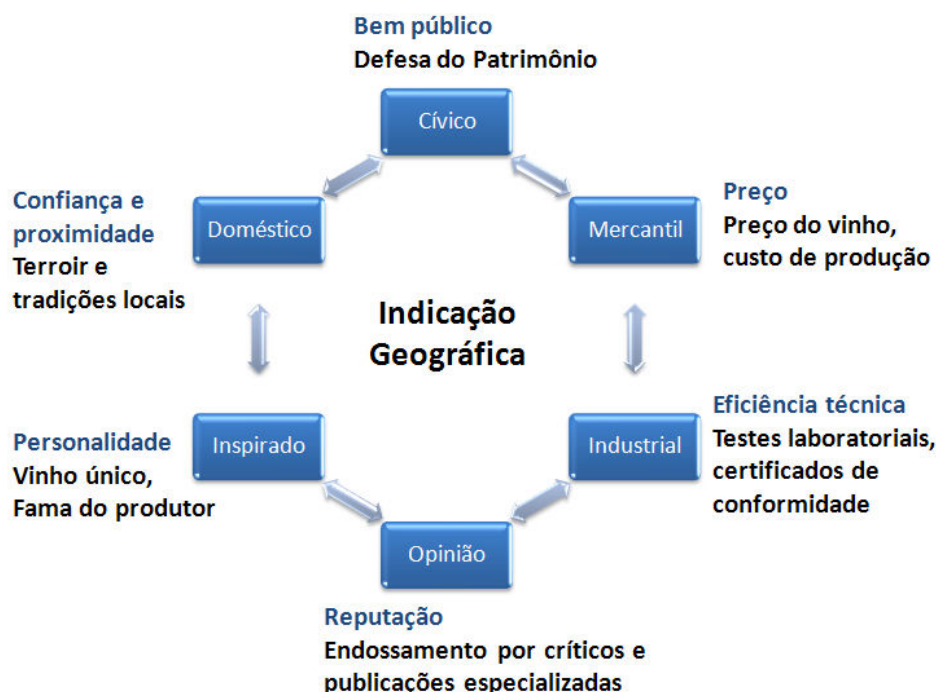 Bem público
Defesa do Patrimônio
Cívico
Confiança e
proximidade
Terroir e
tradições locais
Doméstico
Mercantil
Preço
Preço do vinho,
custo de produção
Indicação
Geográfica
Personalidade
Vinho único,
Fama do produtor
Inspirado
Industrial
Eficiência técnica
Testes laboratoriais,
certificados de
conformidade
Opinião
Reputação
Endossamento por críticos e
publicações especializadas